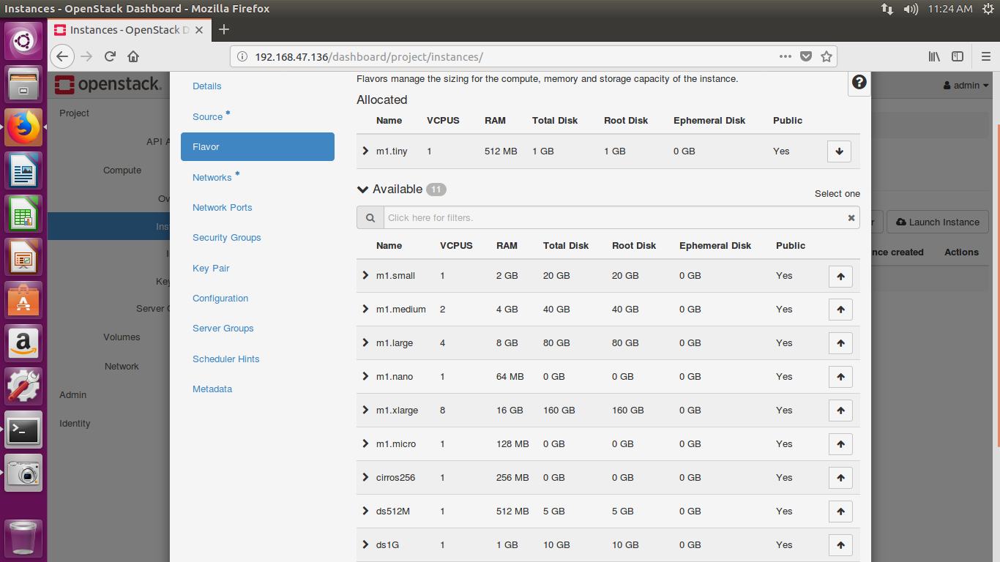 Instances - OpenStack Dashboard - Mozilla Firefox
11:24 AM
Instances - OpenStack D
192.168.47.136/dashboard/project/instances/
openstack.
admin
Project
API A
Compute
Ov
Ins
Key
Server G
Volumes
Network
Admin
Identity
Details
Source *
Flavor
Networks *
Network Ports
Security Groups
Key Pair
Configuration
Server Groups
Scheduler Hints
Metadata
Flavors manage the sizing for the compute, memory and storage capacity of the instance.
Allocated
Name VCPUS RAM Total Disk Root Disk Ephemeral Disk Public
m1.tiny 1 512 MB 1 GB 1 GB 0 GB Yes
Available 11
Select one
Click here for filters.
Name VCPUS RAM Total Disk Root Disk Ephemeral Disk Public
m1.small 1 2 GB 20 GB 20 GB 0 GB Yes
m1.medium 2 4 GB 40 GB 40 GB 0 GB Yes
m1.large 4 8 GB 80 GB 80 GB 0 GB Yes
m1.nano 1 64 MB 0 GB 0 GB 0 GB Yes
m1.xlarge 8 16 GB 160 GB 160 GB 0 GB Yes
m1.micro 1 128 MB 0 GB 0 GB 0 GB Yes
cirros256 1 256 MB 0 GB 0 GB 0 GB Yes
ds512M 1 512 MB 5 GB 5 GB 0 GB Yes
ds1G 1 1 GB 10 GB 10 GB 0 GB Yes
r
Launch Instance
nce created Actions